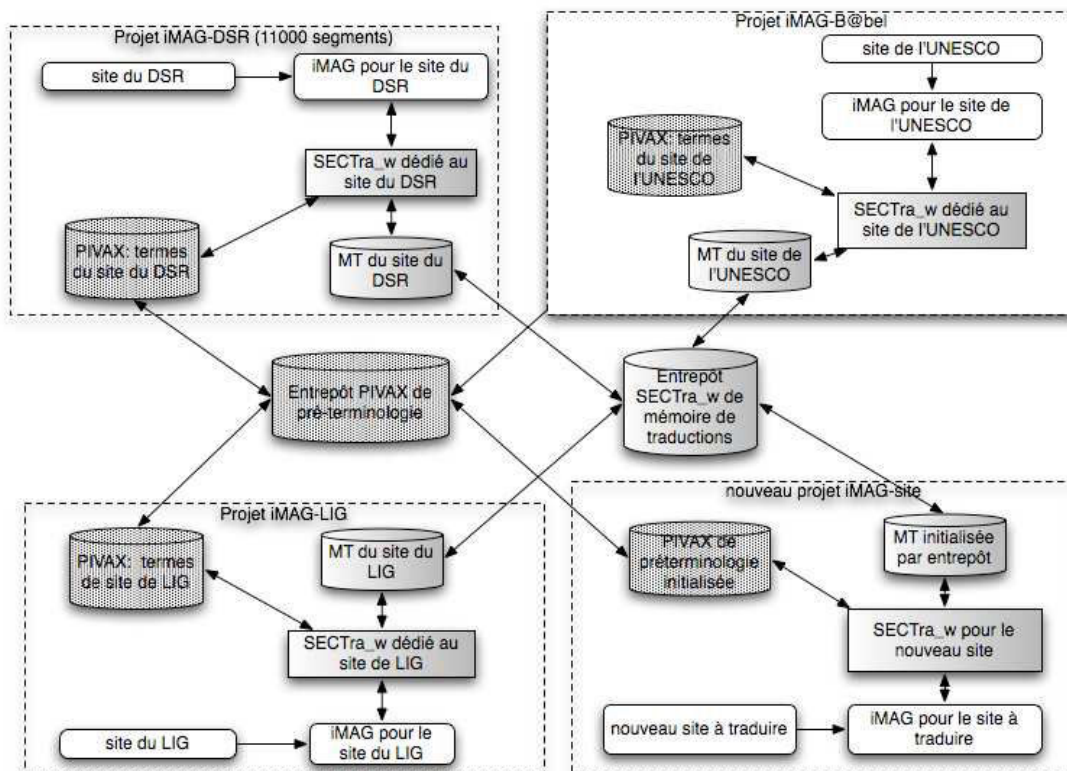 Projet iMAG-DSR (11000 segments)
site du DSR
iMAG pour le site du
DSR
SECTra_w dédié au
site du DSR
PIVAX: termes
du site du DSR
MT du site du
DSR
Projet iMAG-B@bel
site de l'UNESCO
iMAG pour le site de
l'UNESCO
PIVAX: termes
du site de
l'UNESCO
SECTra_w dédié au
site de l'UNESCO
MT du site de
l'UNESCO
Entrepôt PIVAX de
pré-terminologie
Entrepôt
SECTra_w de
mémoire de
traductions
Projet iMAG-LIG
PIVAX: termes
de site de LIG
MT du site du
LIG
SECTra_w dédié au
site de LIG
site du LIG
iMAG pour le
site du LIG
nouveau projet iMAG-site
PIVAX de
préterminologie
initialisée
MT initialisée
par entrepôt
SECTra_w pour le
nouveau site
nouveau site à traduire
iMAG pour le site à
traduire